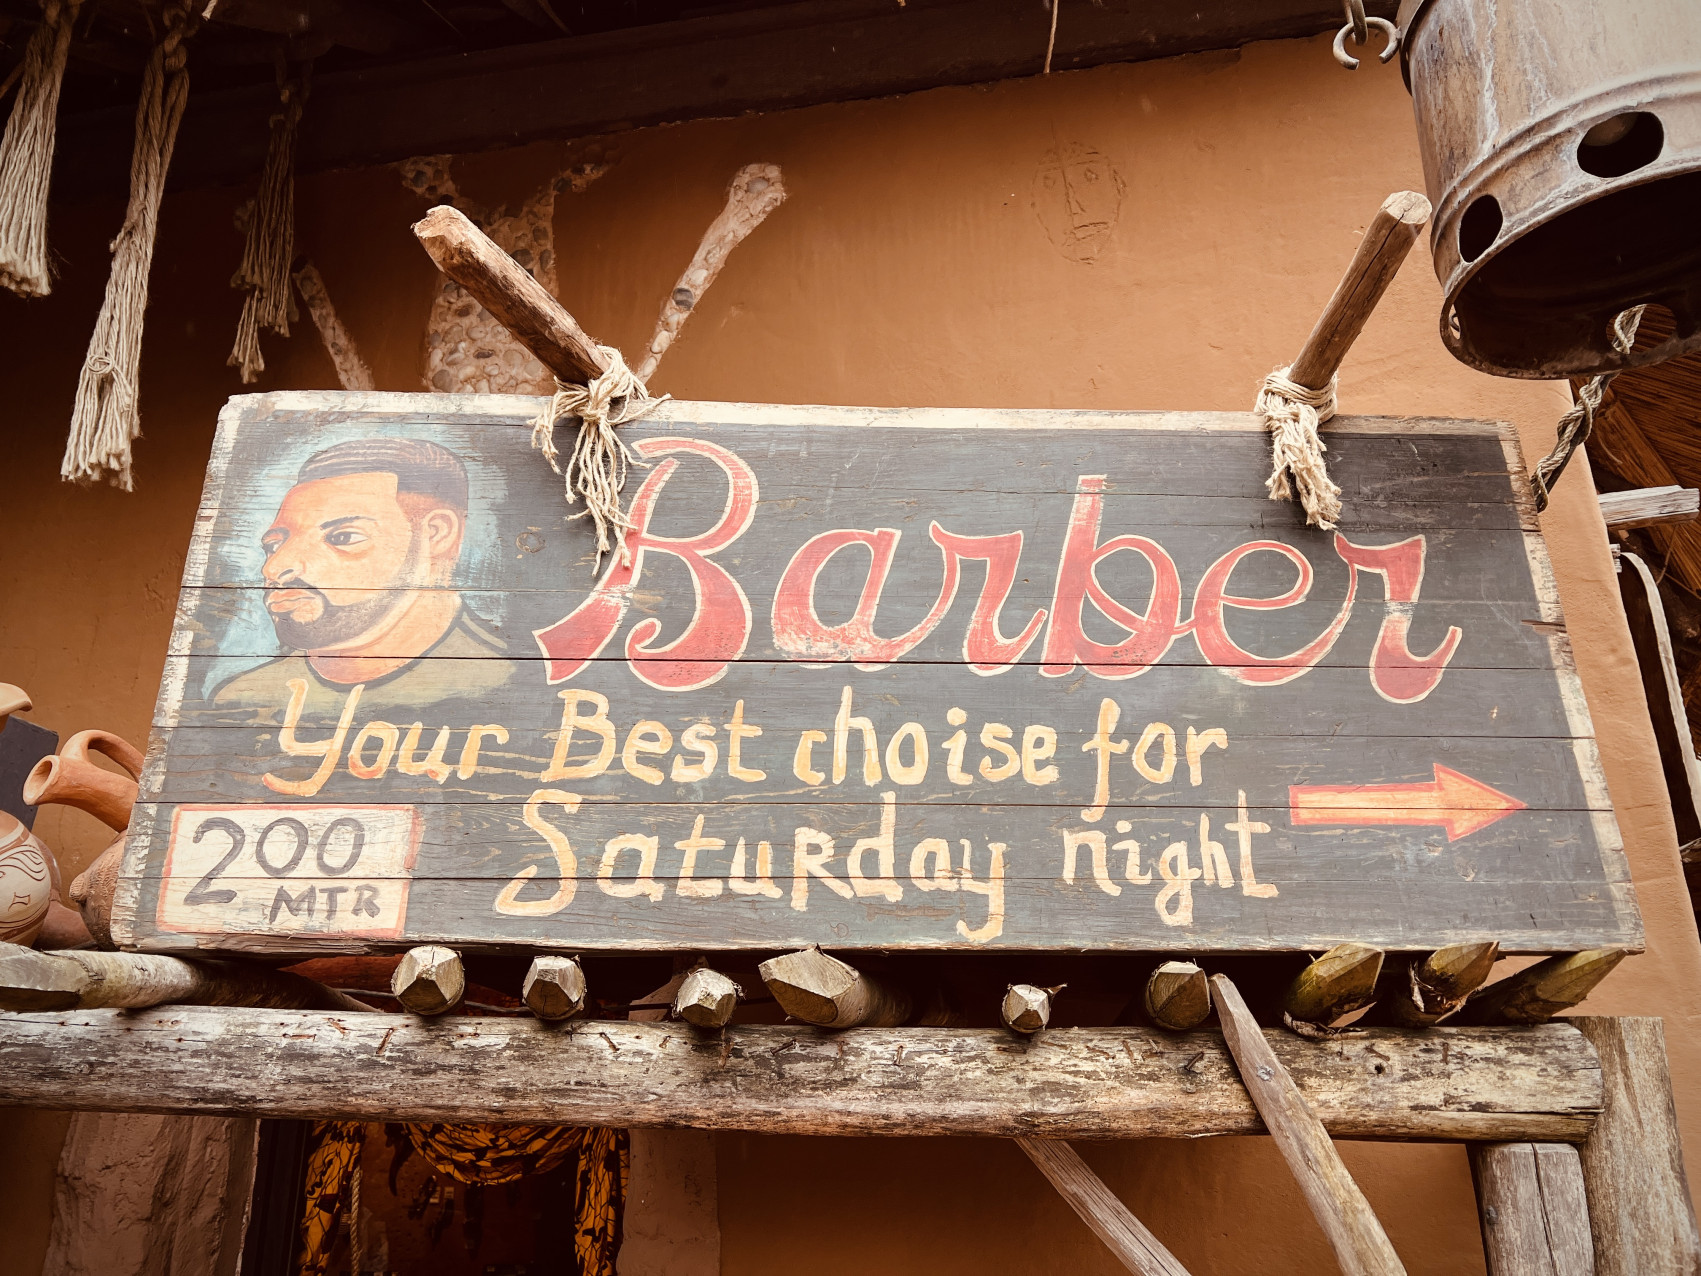 Barber
Your Best choise for
Saturday night
200
MTR